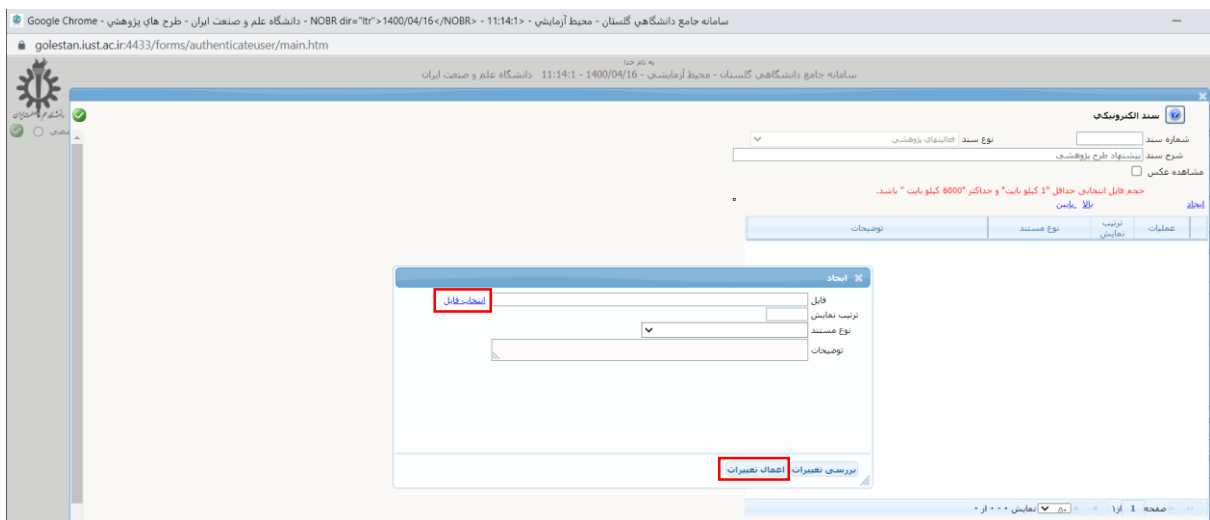 سامانه جامع دانشگاهي گلستان - محيط آزمايشي - <NOBR dir="ltr">1400/04/16</NOBR> - 11:14:1 - دانشگاه علم و صنعت ايران - طرح هاي پژوهشي - Google Chrome
golestan.iust.ac.ir:4433/forms/authenticateuser/main.htm
به نام خدا
سامانه جامع دانشگاهي گلستان - محيط آزمايشي - 1400/04/16 - 11:14:1 دانشگاه علم و صنعت ايران
سند الکترونيکي
شماره سند
نوع سند فعاليتهاي پژوهشي
شرح سند پيشنهاد طرح پژوهشي
مشاهده عکس
حجم فايل انتخابي حداقل "1 کيلو بايت" و حداکثر "6000 کيلو بايت " باشد.
ايجاد بالا پايين
عمليات ترتيب نمايش نوع مستند توضيحات
ايجاد
فايل انتخاب فايل
ترتيب نمايش
نوع مستند
توضيحات
بررسي تغييرات اعمال تغييرات
صفحه 1 از 1 ۵۰ نمايش ۰ - ۰ از ۰